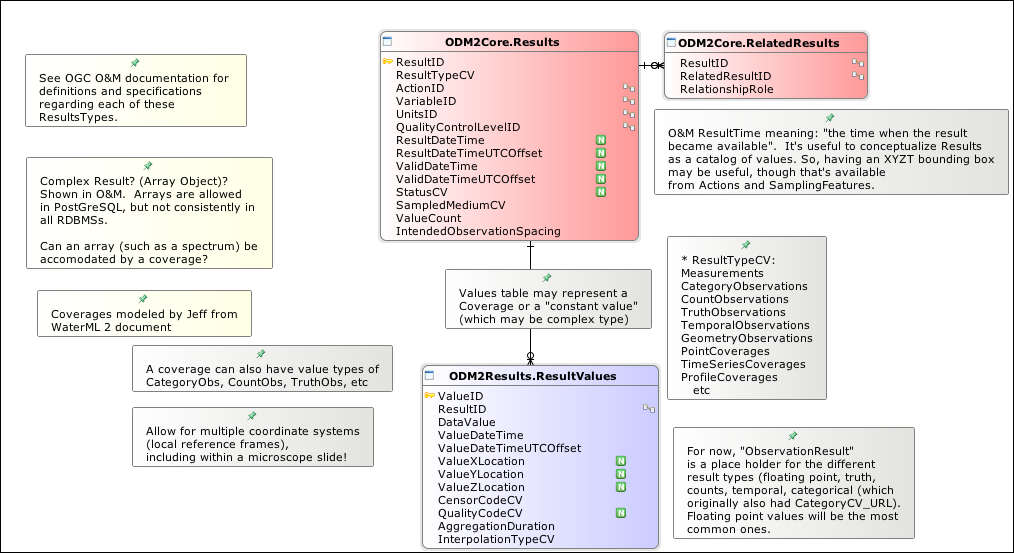 ODM2Core.Results
ResultID
ResultTypeCV
ActionID
VariableID
UnitsID
QualityControlLevelID
ResultDateTime N
ResultDateTimeUTCOffset N
ValidDateTime N
ValidDateTimeUTCOffset N
StatusCV N
SampledMediumCV
ValueCount
IntendedObservationSpacing
ODM2Core.RelatedResults
ResultID
RelatedResultID
RelationshipRole
See OGC O&M documentation for
definitions and specifications
regarding each of these
ResultsTypes.
O&M ResultTime meaning: "the time when the result
became available".  It's useful to conceptualize Results
as a catalog of values. So, having an XYZT bounding box
may be useful, though that's available
from Actions and SamplingFeatures.
Complex Result? (Array Object)?
Shown in O&M.  Arrays are allowed
in PostGreSQL, but not consistently in
all RDBMSs.
Can an array (such as a spectrum) be
accomodated by a coverage?
Coverages modeled by Jeff from
WaterML 2 document
Values table may represent a
Coverage or a "constant value"
(which may be complex type)
* ResultTypeCV:
Measurements
CategoryObservations
CountObservations
TruthObservations
TemporalObservations
GeometryObservations
PointCoverages
TimeSeriesCoverages
ProfileCoverages
etc
A coverage can also have value types of
CategoryObs, CountObs, TruthObs, etc
Allow for multiple coordinate systems
(local reference frames),
including within a microscope slide!
ODM2Results.ResultValues
ValueID
ResultID
DataValue
ValueDateTime
ValueDateTimeUTCOffset
ValueXLocation N
ValueYLocation N
ValueZLocation N
CensorCodeCV
QualityCodeCV N
AggregationDuration
InterpolationTypeCV
For now, "ObservationResult"
is a place holder for the different
result types (floating point, truth,
counts, temporal, categorical (which
originally also had CategoryCV_URL).
Floating point values will be the most
common ones.